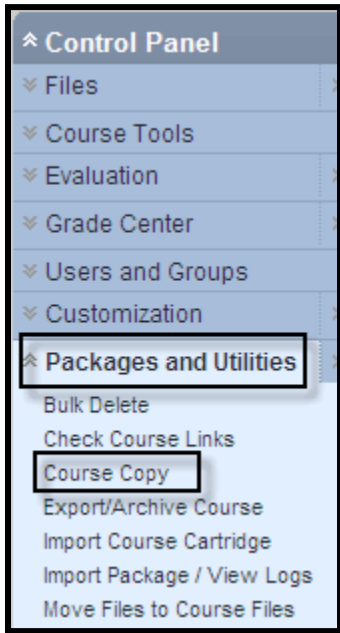 Control Panel
Files
Course Tools
Evaluation
Grade Center
Users and Groups
Customization
Packages and Utilities
Bulk Delete
Check Course Links
Course Copy
Export/Archive Course
Import Course Cartridge
Import Package / View Logs
Move Files to Course Files